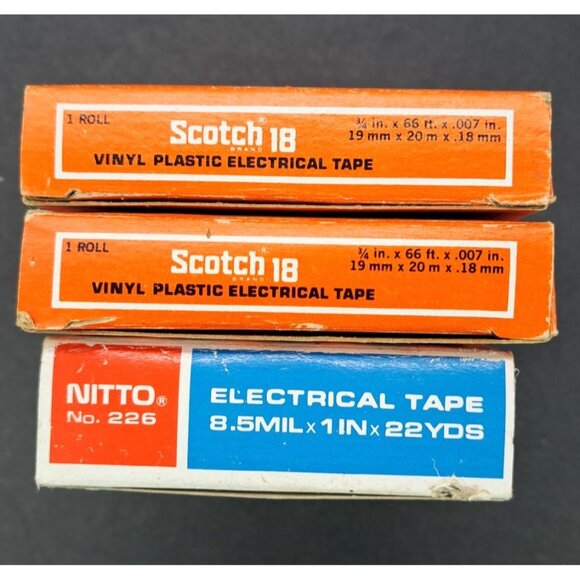 1 ROLL
Scotch® 18
BRAND
VINYL PLASTIC ELECTRICAL TAPE
¾ in. x 66 ft. x .007 in.
19 mm x 20 m x .18 mm
1 ROLL
Scotch® 18
BRAND
VINYL PLASTIC ELECTRICAL TAPE
¾ in. x 66 ft. x .007 in.
19 mm x 20 m x .18 mm
NITTO®
No. 226
ELECTRICAL TAPE
8.5MIL x 1IN x 22YDS